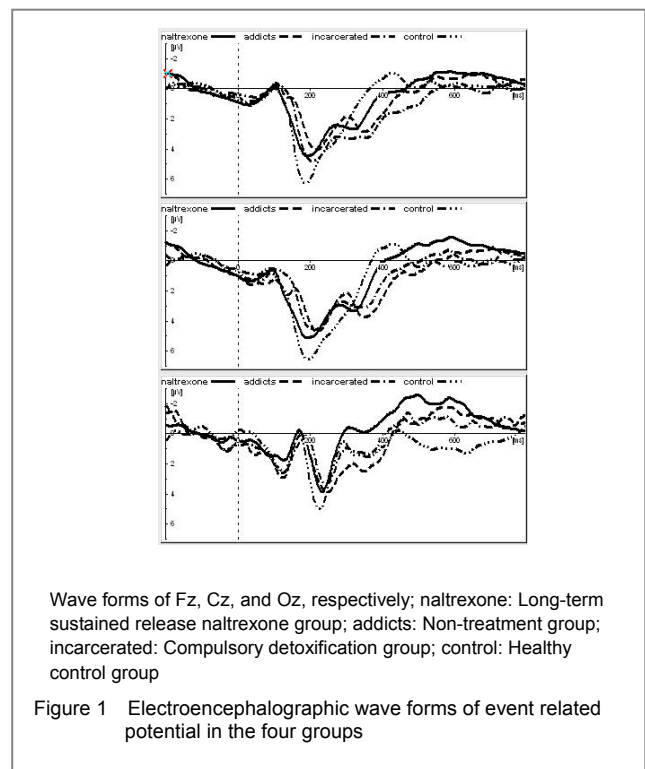 naltrexone addicts incarcerated control
[µV]
-2
0
200
400
600
[ms]
2
4
6
naltrexone addicts incarcerated control
[µV]
-2
0
200
400
600
[ms]
2
4
6
naltrexone addicts incarcerated control
[µV]
-2
0
200
400
600
[ms]
2
4
6
Wave forms of Fz, Cz, and Oz, respectively; naltrexone: Long-term
sustained release naltrexone group; addicts: Non-treatment group;
incarcerated: Compulsory detoxification group; control: Healthy
control group
Figure 1 Electroencephalographic wave forms of event related
potential in the four groups